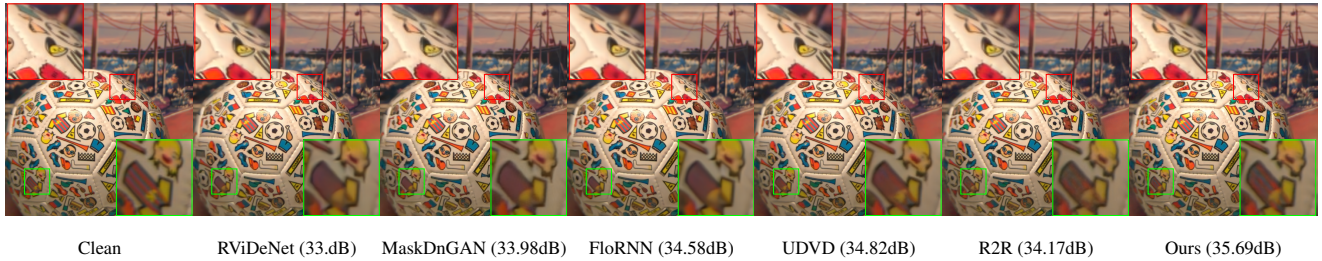 Clean RViDeNet (33.dB) MaskDnGAN (33.98dB) FloRNN (34.58dB) UDVD (34.82dB) R2R (34.17dB) Ours (35.69dB)